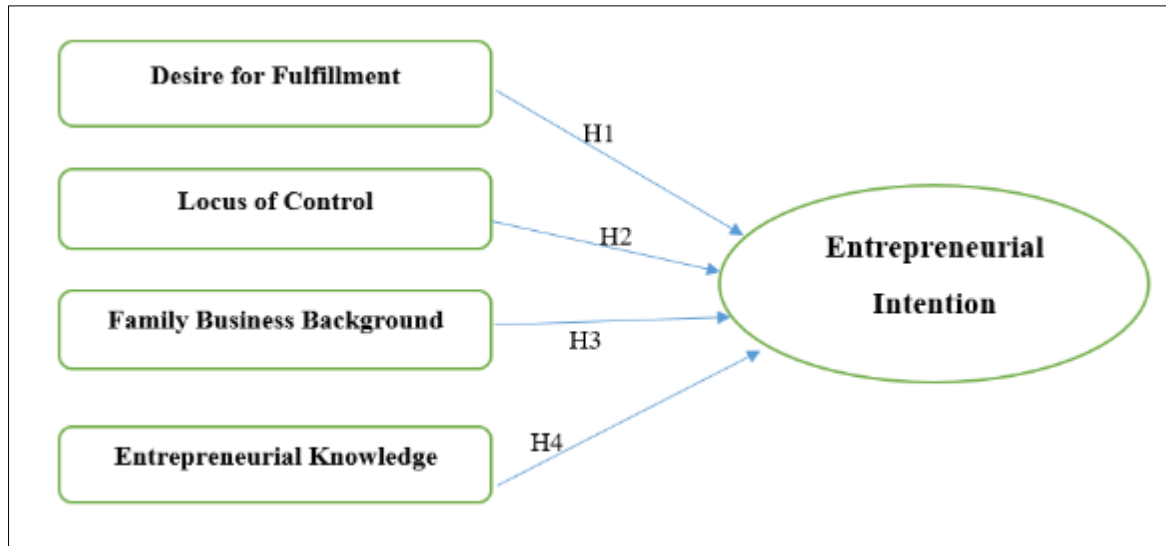 Desire for Fulfillment
H1
Locus of Control
H2
Entrepreneurial
Intention
Family Business Background
H3
Entrepreneurial Knowledge
H4